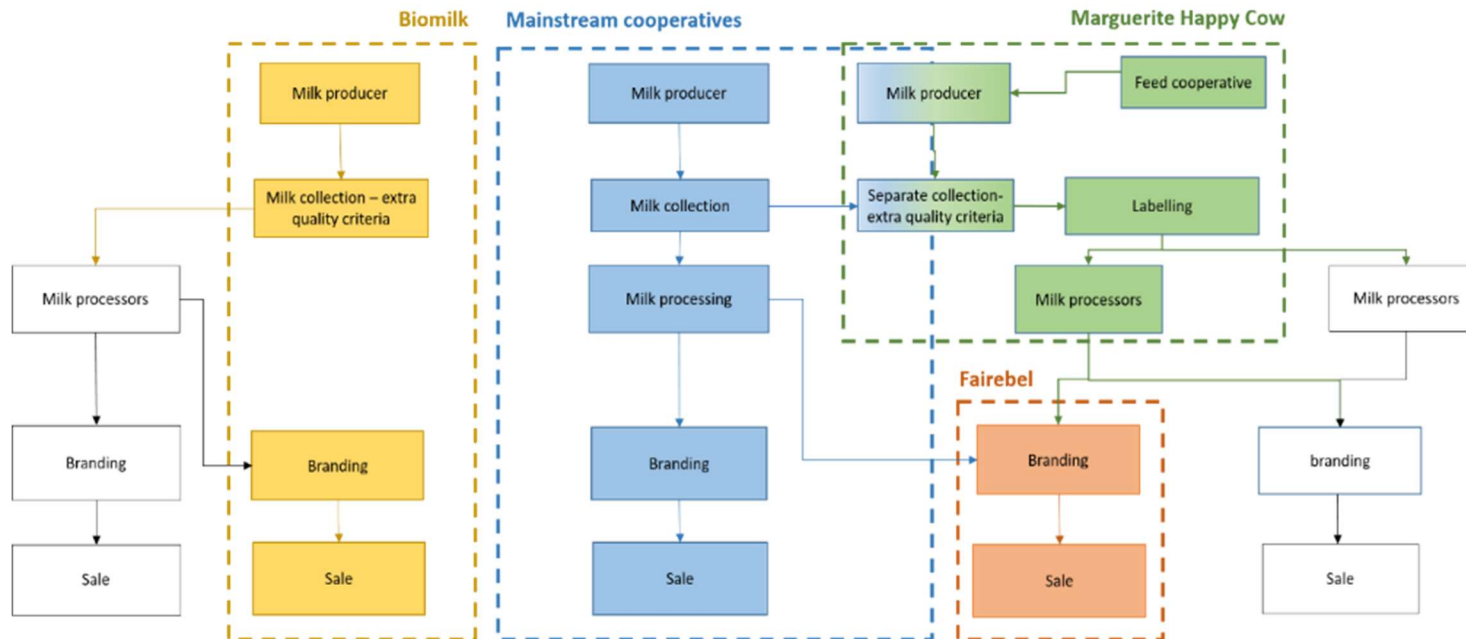 Biomilk
Mainstream cooperatives
Marguerite Happy Cow
Milk producer
Milk producer
Milk producer
Feed cooperative
Milk collection – extra
quality criteria
Milk collection
Separate collection-
extra quality criteria
Labelling
Milk processors
Milk processing
Milk processors
Milk processors
Fairebel
Branding
Branding
Branding
Branding
branding
Sale
Sale
Sale
Sale
Sale